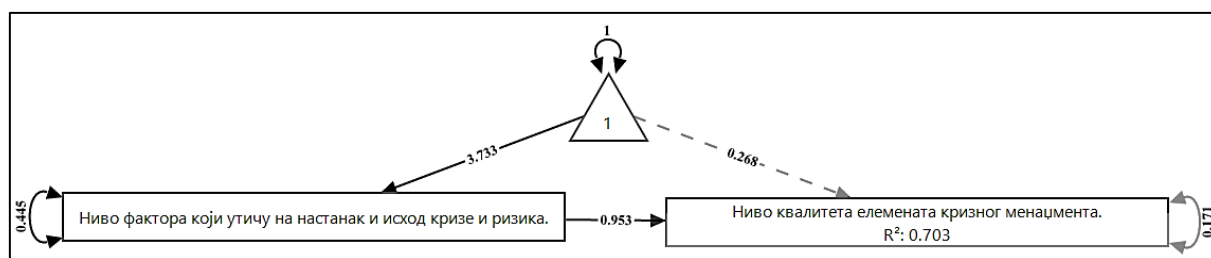 1
1
3.733
0.268
0.445
Ниво фактора који утичу на настанак и исход кризе и ризика.
0.953
Ниво квалитета елемената кризног менаџмента.
R²: 0.703
0.171